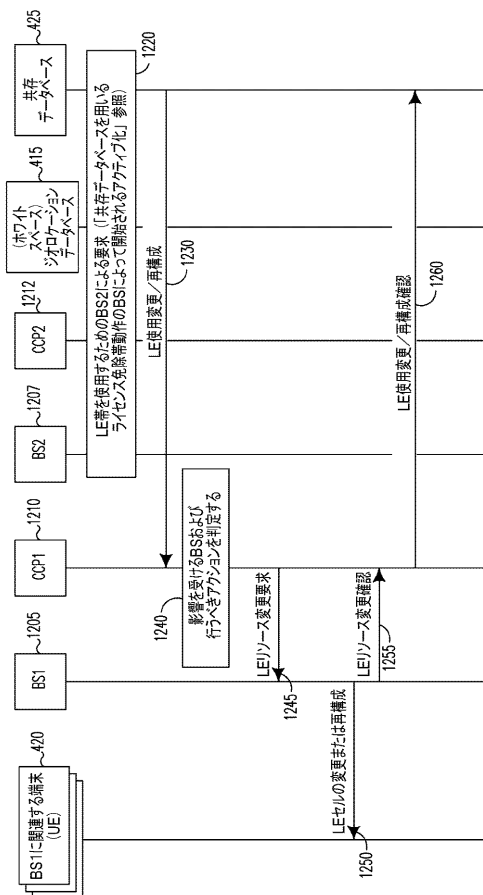 420
BS1に関連する端末
(UE)
1205
BS1
1210
CCP1
1207
BS2
1212
CCP2
415
(ホワイト
スペース)
ジオロケーション
データベース
425
共存
データベース
1220
LE帯を使用するためのBS2による要求(「共存データベースを用いる
ライセンス免除帯動作のBSによって開始されるアクティブ化」参照)
LE使用変更/再構成
1230
1240
影響を受けるBSおよび
行うべきアクションを判定する
LEリソース変更要求
1245
LEセルの変更または再構成
1250
LEリソース変更確認
1255
LE使用変更/再構成確認
1260